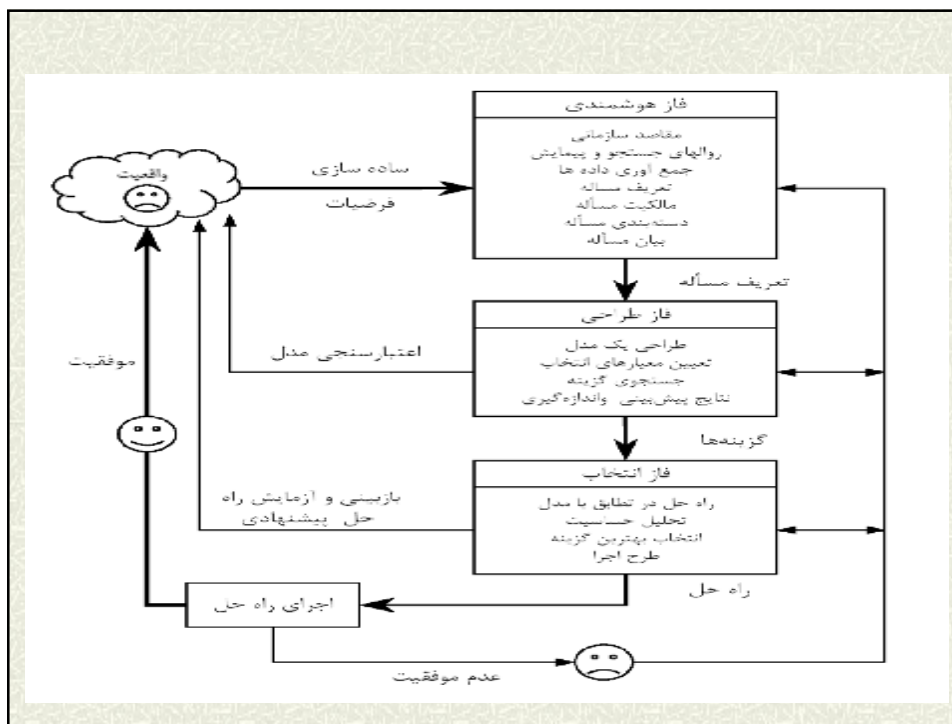 فاز هوشمندی
مقاصد سازمانی
روالهای جستجو و پیمایش
جمع آوری داده ها
تعریف مساله
مالکیت مسأله
دسته‌بندی مسأله
بیان مسأله
واقعیت
ساده سازی
فرضیات
تعریف مسأله
فاز طراحی
طراحی یک مدل
تعیین معیارهای انتخاب
جستجوی گزینه
نتایج پیش‌بینی واندازه‌گیری
اعتبارسنجی مدل
موفقیت
گزینه‌ها
فاز انتخاب
راه حل در تطابق با مدل
تحلیل حساسیت
انتخاب بهترین گزینه
طرح اجرا
بازبینی و آزمایش راه
حل پیشنهادی
راه حل
اجرای راه حل
عدم موفقیت